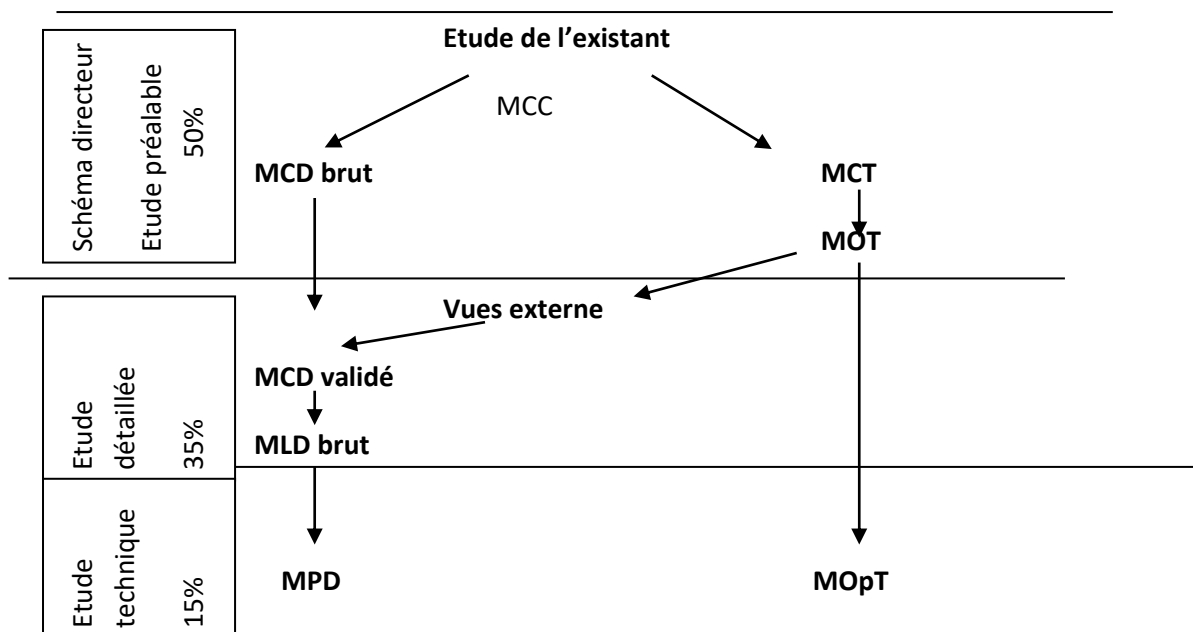 Etude de l’existant
Schéma directeur
Etude préalable
50%
MCC
MCD brut
MCT
MOT
Vues externe
Etude
détaillée
35%
MCD validé
MLD brut
Etude
technique
15%
MPD
MOpT